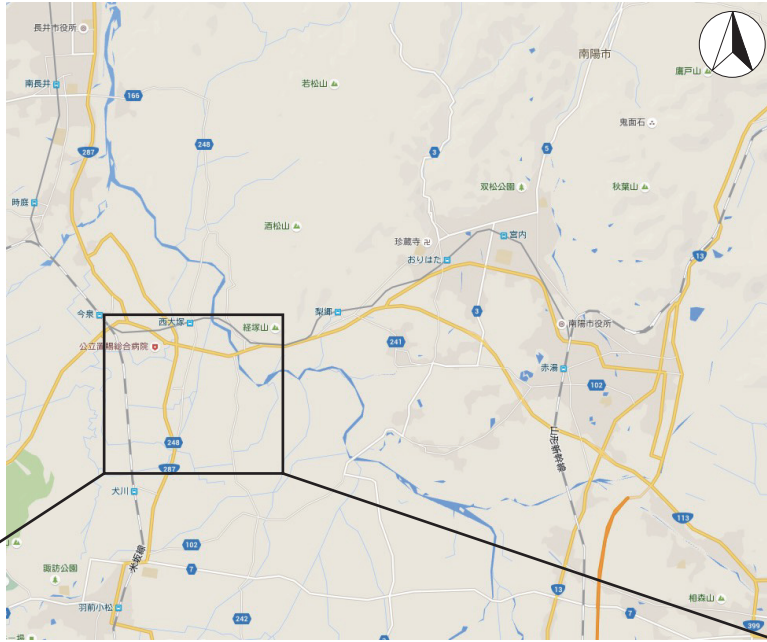 長井市役所
南長井
166
287
248
時庭
若松山
酒松山
南陽市
鷹戸山
鬼面石
3
5
双松公園
秋葉山
珍蔵寺
宮内
おりはた
13
今泉
西大塚
経塚山
梨郷
3
南陽市役所
公立置賜総合病院
241
赤湯
102
山形新幹線
248
287
犬川
113
米坂線
102
7
諏訪公園
羽前小松
242
13
7
相森山
399